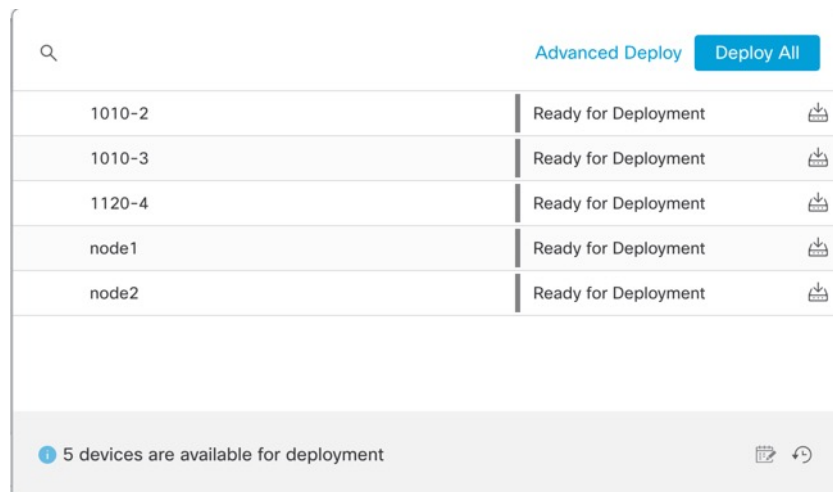 Advanced Deploy Deploy All
1010-2 Ready for Deployment
1010-3 Ready for Deployment
1120-4 Ready for Deployment
node1 Ready for Deployment
node2 Ready for Deployment
5 devices are available for deployment